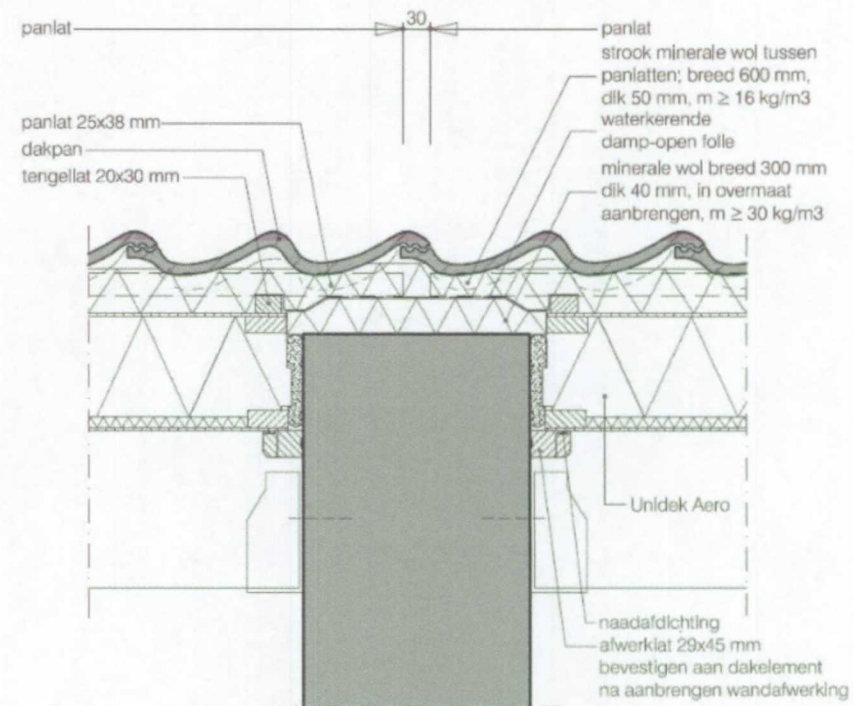 panlat
30
panlat
strook minerale wol tussen
panlatten; breed 600 mm,
dik 50 mm, m ≥ 16 kg/m3
waterkerende
damp-open folie
minerale wol breed 300 mm
dik 40 mm, in overmaat
aanbrengen, m ≥ 30 kg/m3
panlat 25x38 mm
dakpan
tengellat 20x30 mm
Unidek Aero
naadafdichting
afwerklat 29x45 mm
bevestigen aan dakelement
na aanbrengen wandafwerking